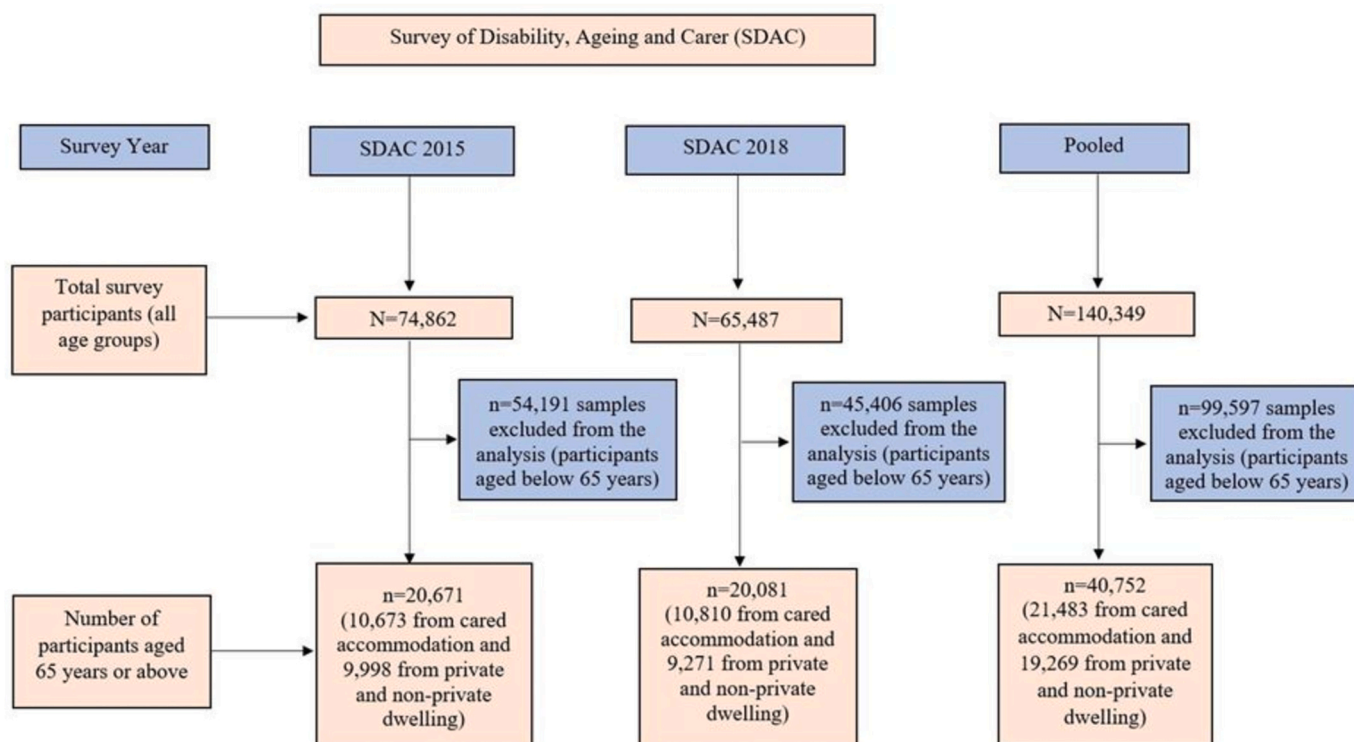 Survey of Disability, Ageing and Carer (SDAC)
Survey Year
SDAC 2015
SDAC 2018
Pooled
Total survey
participants (all
age groups)
N=74,862
N=65,487
N=140,349
n=54,191 samples
excluded from the
analysis (participants
aged below 65 years)
n=45,406 samples
excluded from the
analysis (participants
aged below 65 years)
n=99,597 samples
excluded from the
analysis (participants
aged below 65 years)
Number of
participants aged
65 years or above
n=20,671
(10,673 from cared
accommodation and
9,998 from private
and non-private
dwelling)
n=20,081
(10,810 from cared
accommodation and
9,271 from private
and non-private
dwelling)
n=40,752
(21,483 from cared
accommodation and
19,269 from private
and non-private
dwelling)